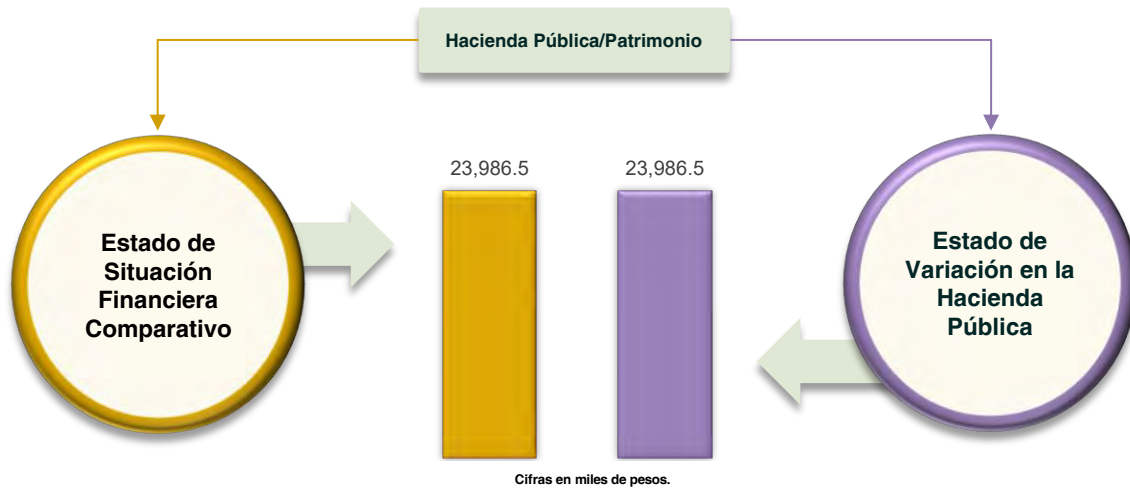 Hacienda Pública/Patrimonio
23,986.5
23,986.5
Estado de
Situación
Financiera
Comparativo
Estado de
Variación en la
Hacienda
Pública
Cifras en miles de pesos.